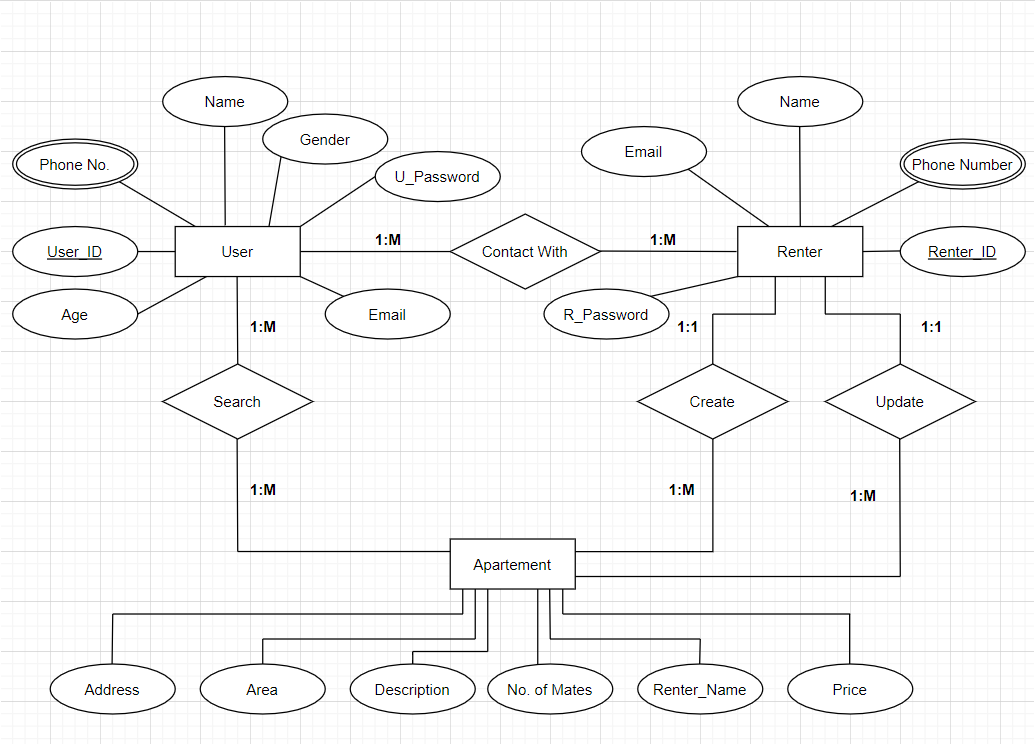 Name
Name
Gender
Email
Phone No.
U_Password
Phone Number
1:M
1:M
User_ID
User
Contact With
Renter
Renter_ID
Age
Email
R_Password
1:M
1:1
1:1
Search
Create
Update
1:M
1:M
1:M
Apartement
Address
Area
Description
No. of Mates
Renter_Name
Price